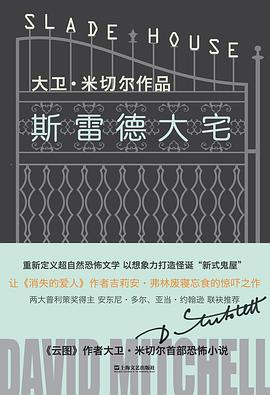 SLADE HOUSE
大卫·米切尔作品
斯雷德大宅
重新定义超自然恐怖文学 以想象力打造怪诞“新式鬼屋”
让《消失的爱人》作者吉莉安·弗林废寝忘食的惊吓之作
两大普利策奖得主 安东尼·多尔、亚当·约翰逊 联袂推荐
《云图》作者大卫·米切尔首部恐怖小说
DAVID MITCHELL
上海文艺出版社